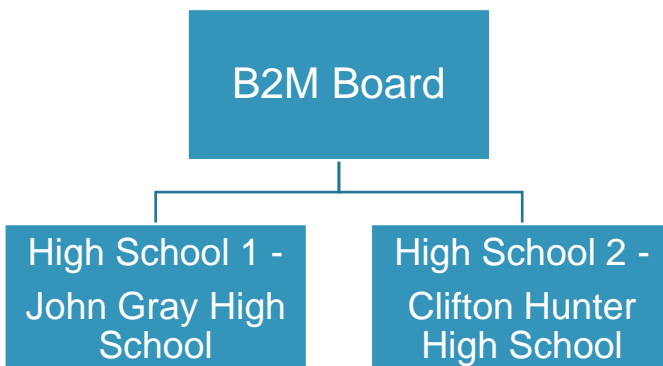 B2M Board
High School 1 -
John Gray High
School
High School 2 -
Clifton Hunter
High School